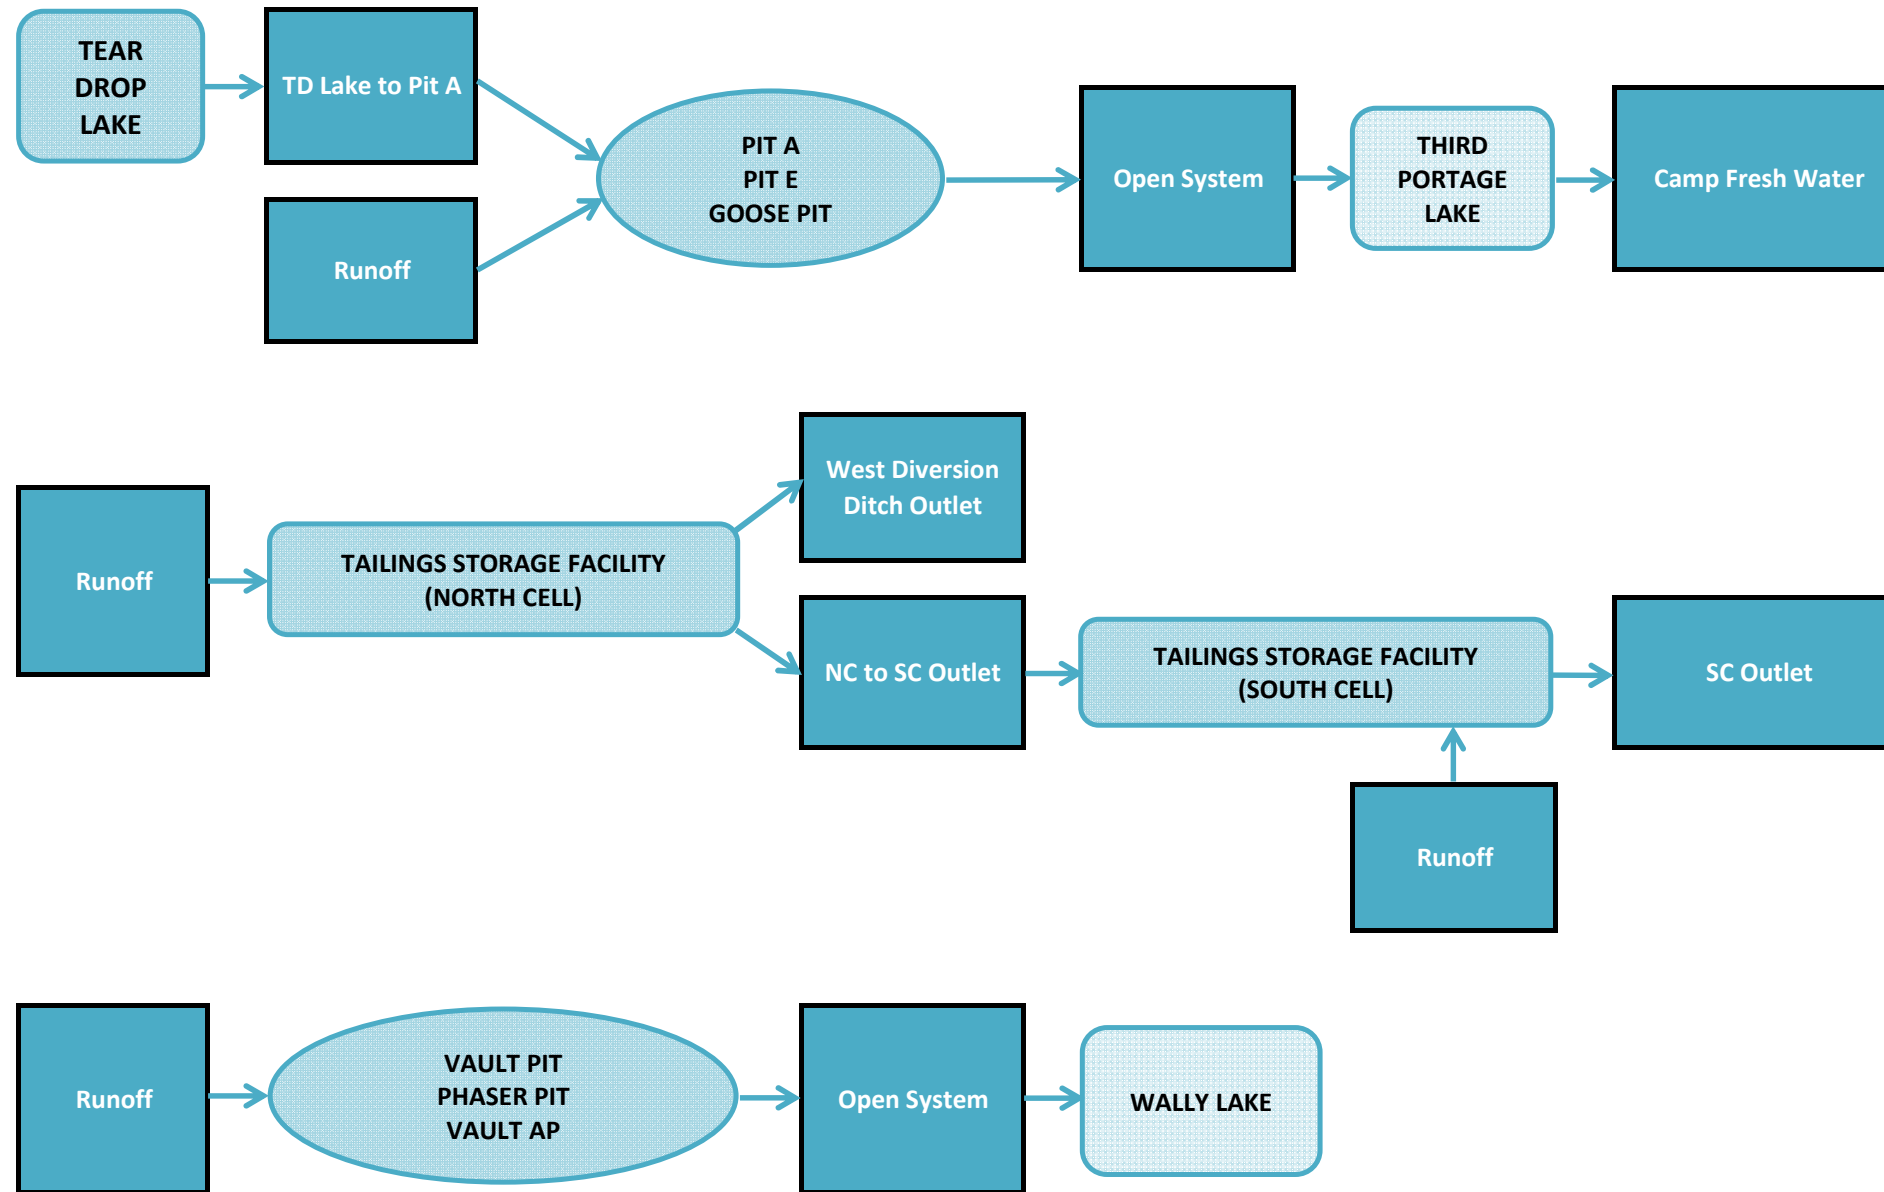 TEAR
DROP
LAKE
TD Lake to Pit A
Runoff
PIT A
PIT E
GOOSE PIT
Open System
THIRD
PORTAGE
LAKE
Camp Fresh Water
Runoff
TAILINGS STORAGE FACILITY
(NORTH CELL)
West Diversion
Ditch Outlet
NC to SC Outlet
TAILINGS STORAGE FACILITY
(SOUTH CELL)
SC Outlet
Runoff
Runoff
VAULT PIT
PHASER PIT
VAULT AP
Open System
WALLY LAKE